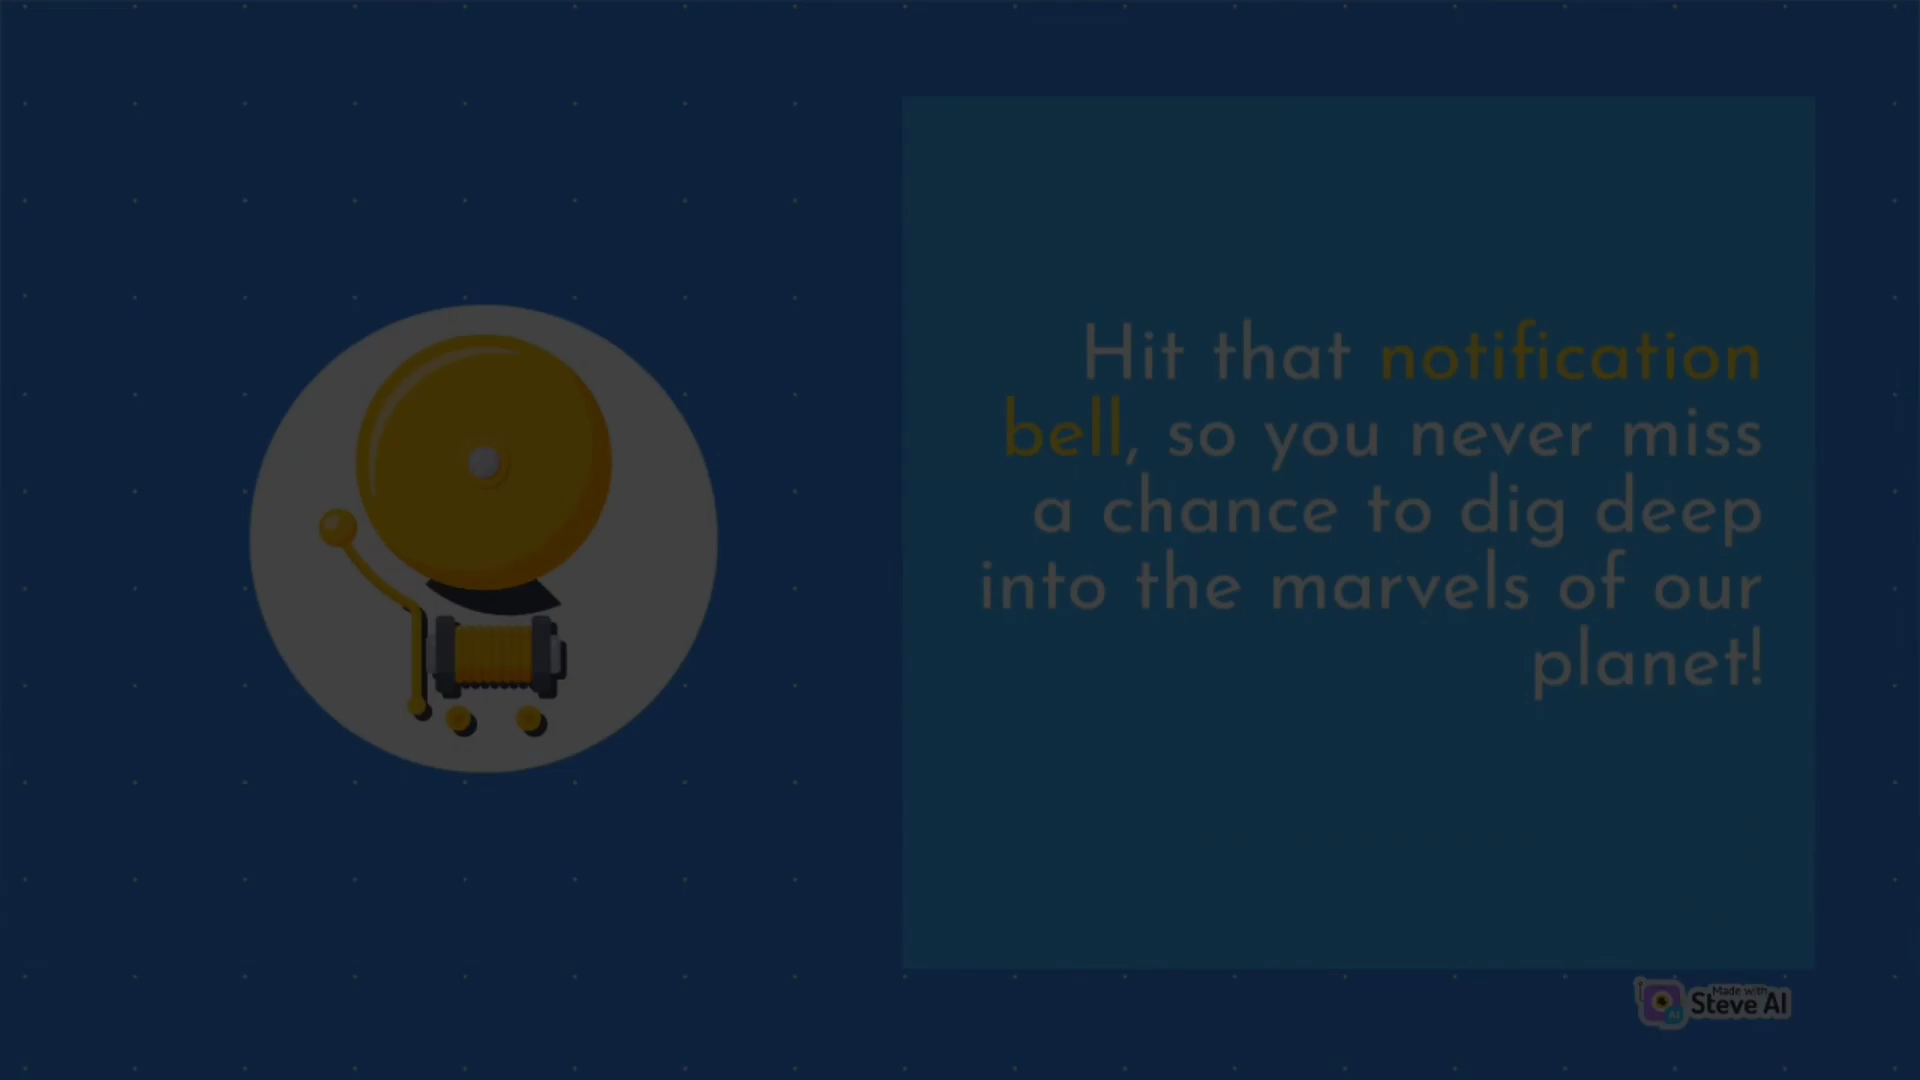 Hit that notification
bell, so you never miss
a chance to dig deep
into the marvels of our
planet!
Made with
Steve AI
AI